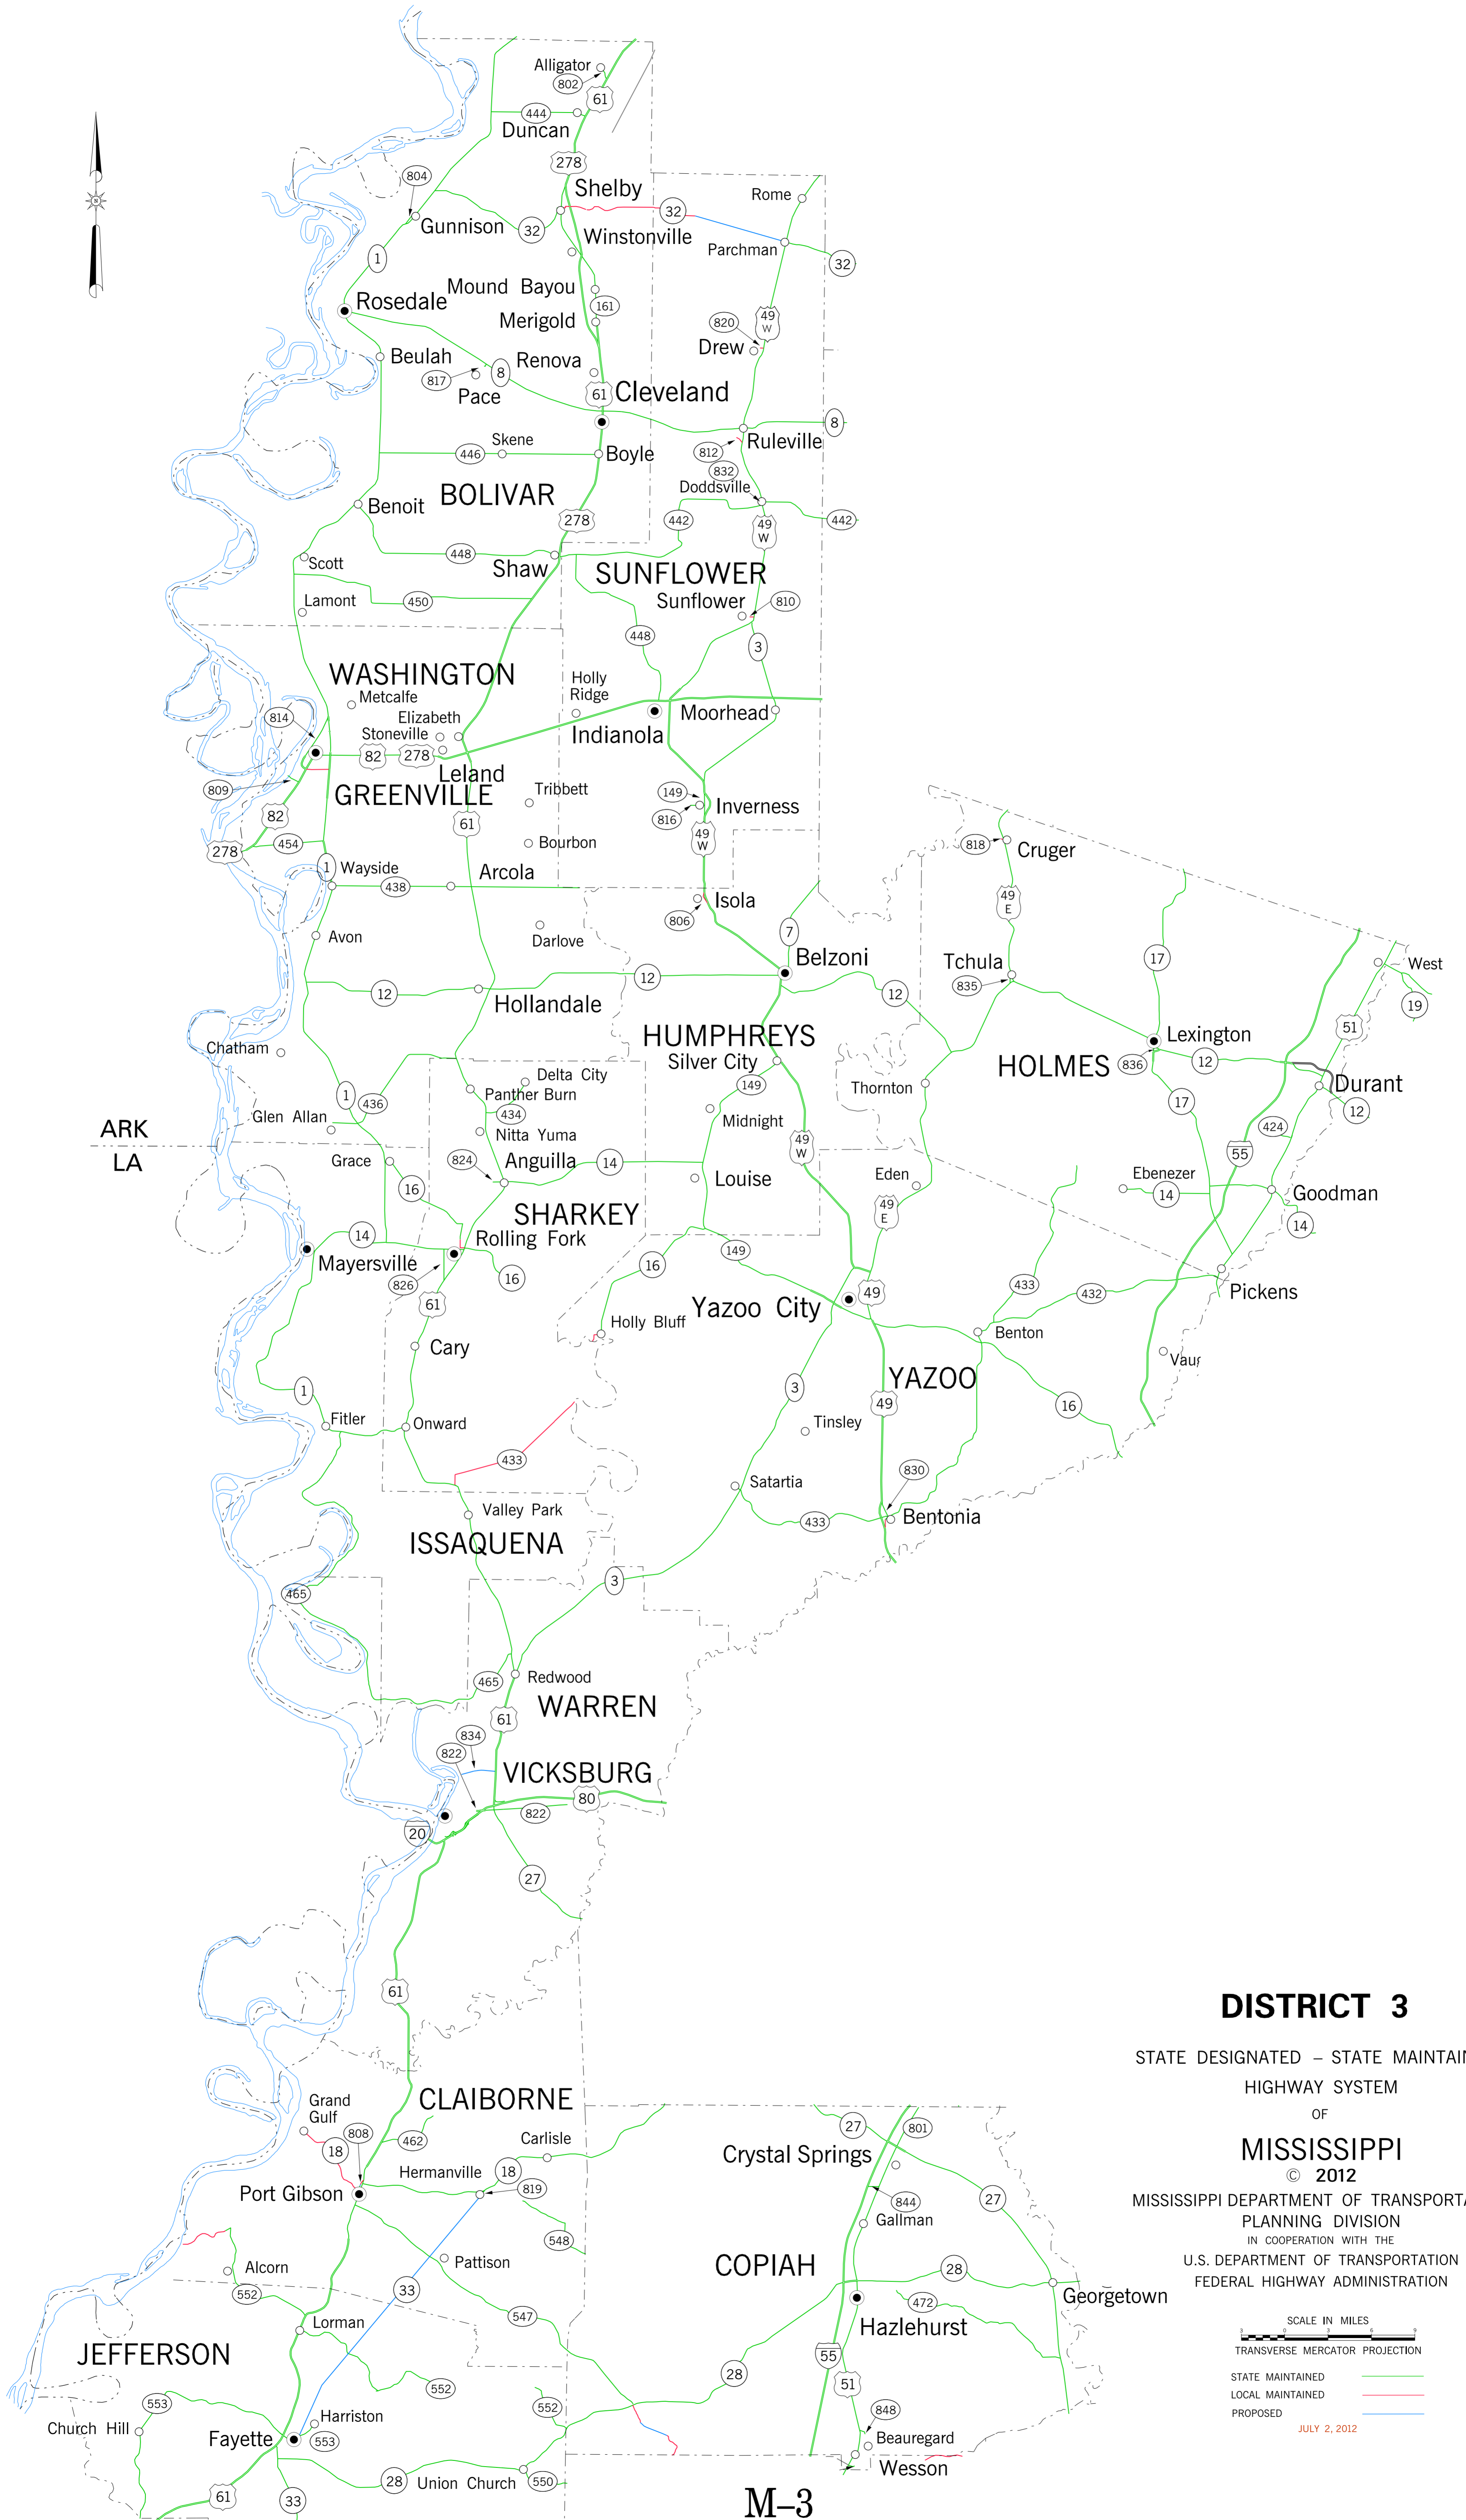 Alligator
802
61
444
Duncan
278
804
Shelby
Rome
Gunnison
32
32
Winstonville
Parchman
32
1
Mound Bayou
161
Rosedale
Merigold
820
49
W
Drew
Beulah
Renova
817
8
Pace
61
Cleveland
8
Skene
446
Boyle
812
Ruleville
832
Doddsville
BOLIVAR
Benoit
278
442
49
W
442
448
Shaw
Scott
SUNFLOWER
Lamont
450
Sunflower
810
448
3
WASHINGTON
Metcalfe
Holly
Ridge
814
Elizabeth
Stoneville
Moorhead
Indianola
82
278
Leland
809
GREENVILLE
Tribbett
149
816
Inverness
82
61
49
W
278
454
Bourbon
818
Cruger
1
Wayside
438
Arcola
49
E
Isola
806
Avon
Darlove
7
Belzoni
17
Tchula
835
West
12
12
12
19
Hollandale
51
Chatham
HUMPHREYS
Lexington
Silver City
HOLMES
836
12
Delta City
149
Thornton
Durant
1
436
Panther Burn
434
17
12
Glen Allan
Midnight
424
ARK
LA
Nitta Yuma
49
W
55
Grace
824
Anguilla
14
16
Louise
Eden
Ebenezer
14
Goodman
SHARKEY
49
E
14
Rolling Fork
14
Mayersville
149
16
16
826
433
432
Pickens
61
Yazoo City
49
Holly Bluff
Benton
Cary
Vaug
YAZOO
1
3
49
16
Fitler
Onward
Tinsley
433
830
Satartia
Valley Park
433
Bentonia
ISSAQUENA
465
3
465
Redwood
WARREN
61
834
822
VICKSBURG
80
822
20
27
61
DISTRICT 3
STATE DESIGNATED – STATE MAINTAI
HIGHWAY SYSTEM
OF
MISSISSIPPI
© 2012
MISSISSIPPI DEPARTMENT OF TRANSPORTA
PLANNING DIVISION
IN COOPERATION WITH THE
U.S. DEPARTMENT OF TRANSPORTATION
FEDERAL HIGHWAY ADMINISTRATION
CLAIBORNE
Grand
Gulf
808
18
462
Carlisle
27
801
Crystal Springs
Hermanville
18
819
Port Gibson
844
27
Gallman
548
Alcorn
Pattison
COPIAH
28
552
33
Georgetown
472
547
Lorman
Hazlehurst
JEFFERSON
55
28
51
552
553
552
Church Hill
Harriston
848
Fayette
553
Beauregard
Wesson
28
Union Church
550
61
33
M–3
SCALE IN MILES
3 0 3 6 9
TRANSVERSE MERCATOR PROJECTION
STATE MAINTAINED
LOCAL MAINTAINED
PROPOSED
JULY 2, 2012